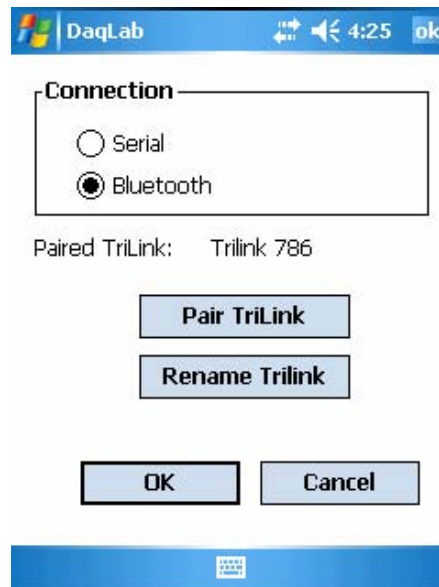 DaqLab 4:25 ok
Connection
Serial
Bluetooth
Paired TriLink: Trilink 786
Pair TriLink
Rename Trilink
OK Cancel